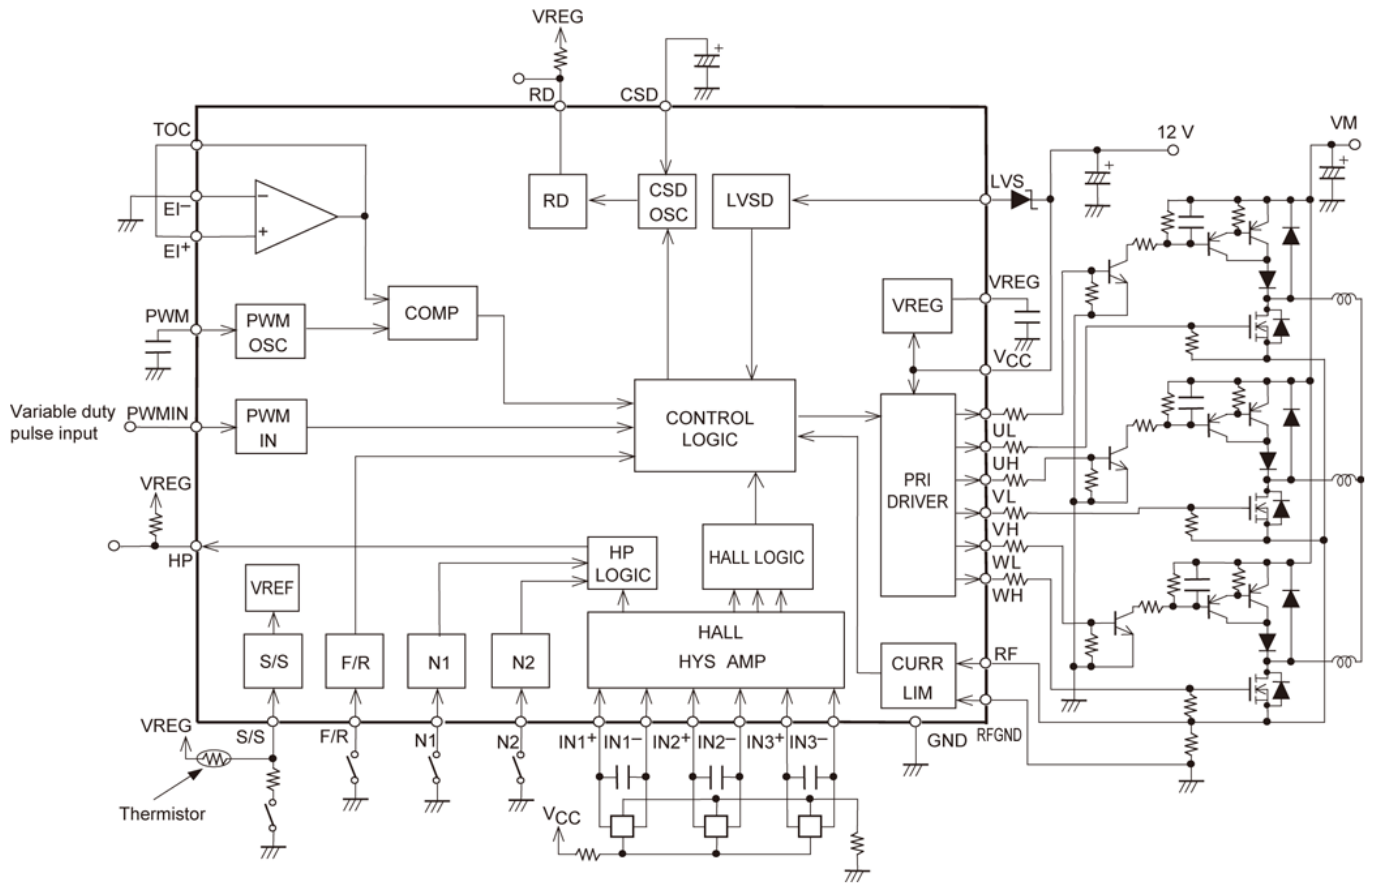 VREG
RD
CSD
TOC
EI−
EI+
12 V
VM
LVS
RD
CSD
OSC
LVSD
VREG
VREG
COMP
PWM
PWM
OSC
VCC
Variable duty
pulse input
PWMIN
PWM
IN
CONTROL
LOGIC
UL
UH
VL
VH
WL
WH
PRI
DRIVER
VREG
HP
HP
LOGIC
HALL LOGIC
VREF
HALL
HYS AMP
S/S
F/R
N1
N2
CURR
LIM
RF
VREG
S/S
F/R
N1
N2
IN1+
IN1−
IN2+
IN2−
IN3+
IN3−
GND
RFGND
Thermistor
VCC